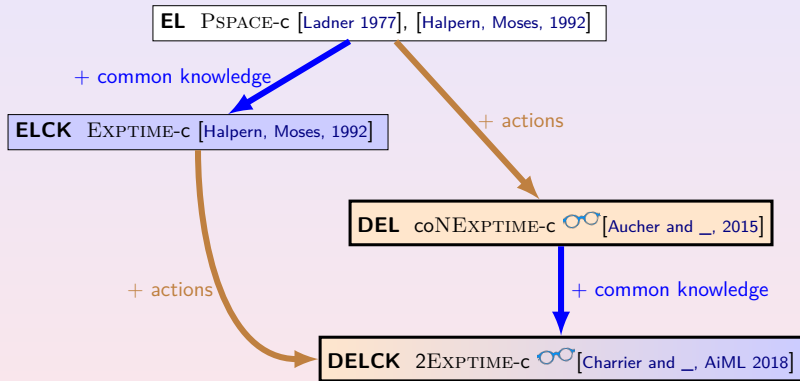 EL PSPACE-c [Ladner 1977], [Halpern, Moses, 1992]
+ common knowledge
ELCK EXPTIME-c [Halpern, Moses, 1992]
+ actions
DEL coNEXPTIME-c [Aucher and _, 2015]
+ actions
+ common knowledge
DELCK 2EXPTIME-c [Charrier and _, AiML 2018]